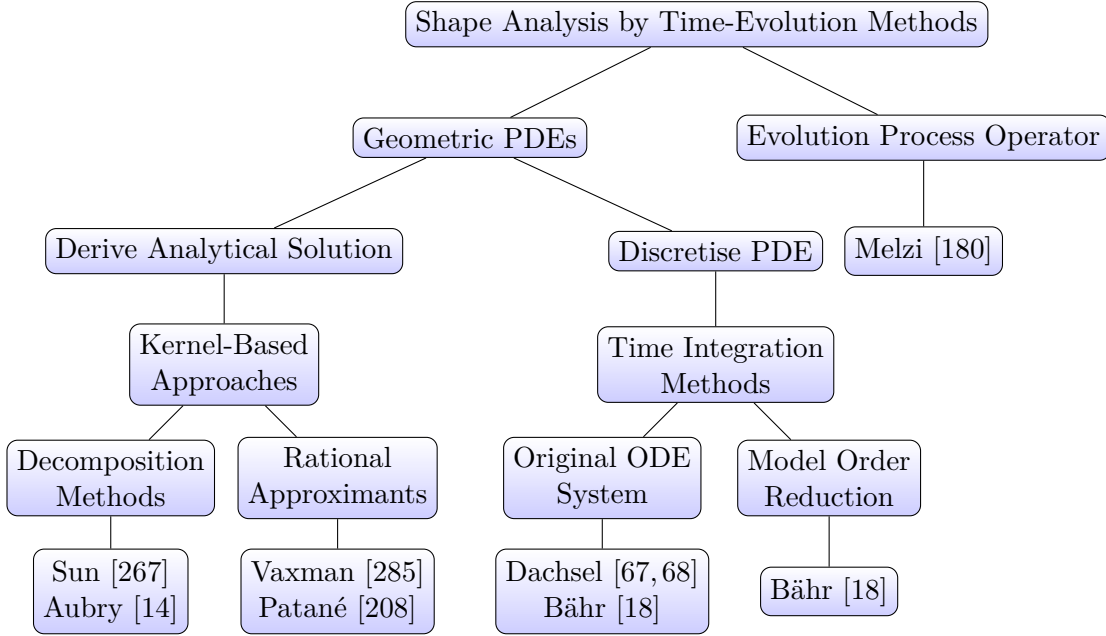 Shape Analysis by Time-Evolution Methods
Geometric PDEs
Evolution Process Operator
Derive Analytical Solution
Discretise PDE
Melzi [180]
Kernel-Based
Approaches
Time Integration
Methods
Decomposition
Methods
Rational
Approximants
Original ODE
System
Model Order
Reduction
Sun [267]
Aubry [14]
Vaxman [285]
Patané [208]
Dachsel [67, 68]
Bähr [18]
Bähr [18]